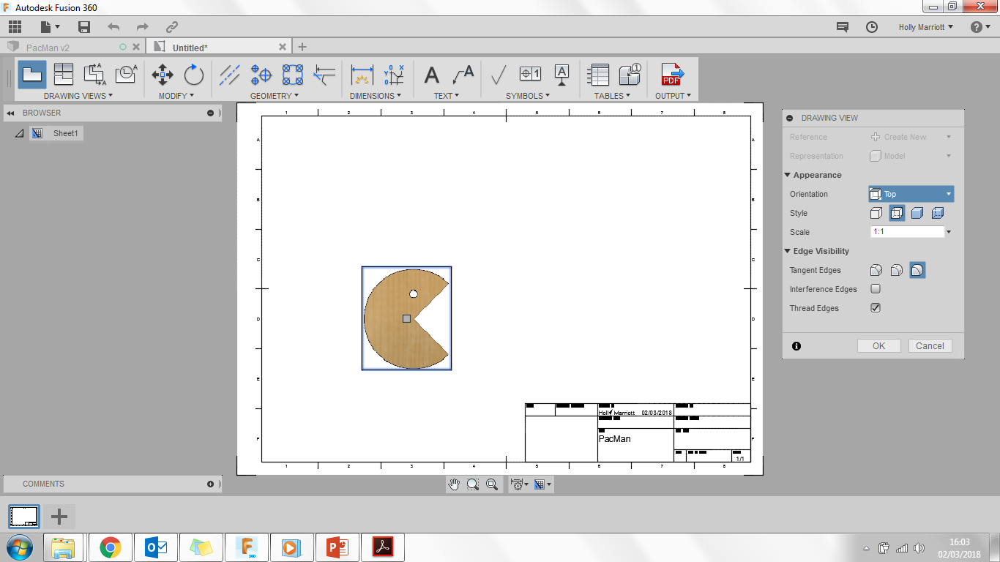 Autodesk Fusion 360
Holly Marriott
PacMan v2
Untitled*
DRAWING VIEWS
MODIFY
GEOMETRY
DIMENSIONS
TEXT
SYMBOLS
TABLES
PDF
OUTPUT
BROWSER
Sheet1
1 2 3 4 5 6 7 8
A A
B B
C C
D D
E E
F F
Holly Marriott 02/03/2018
PacMan
1/1
1 2 3 4 5 6 7 8
DRAWING VIEW
Reference Create New
Representation Model
Appearance
Orientation Top
Style
Scale 1:1
Edge Visibility
Tangent Edges
Interference Edges
Thread Edges
OK Cancel
COMMENTS
16:03
02/03/2018